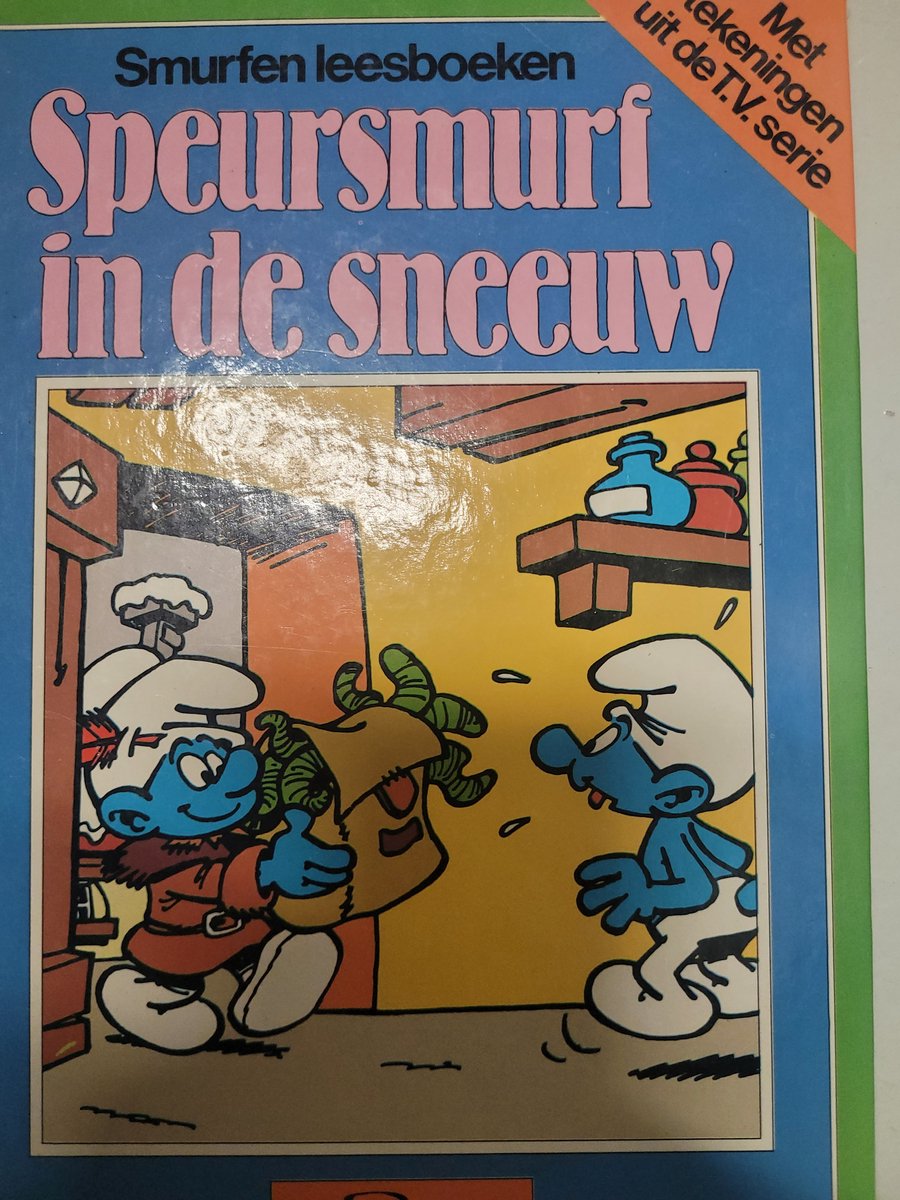 Smurfen leesboeken
Speursmurf
in de sneeuw
Met
tekeningen
uit de T.V. serie